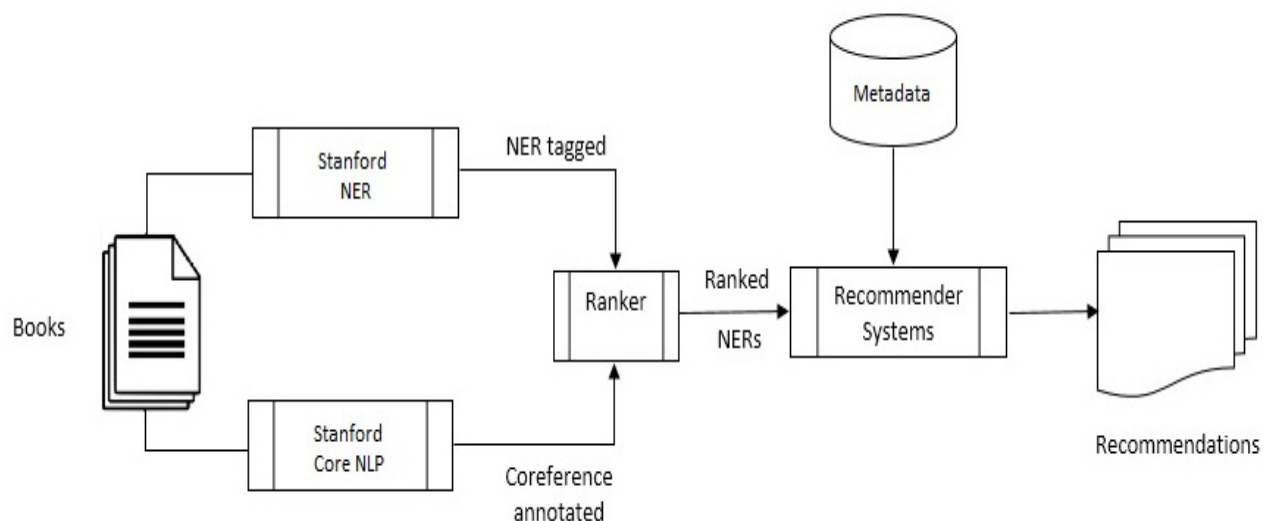 Metadata
Stanford
NER
NER tagged
Books
Ranker
Ranked
NERs
Recommender
Systems
Stanford
Core NLP
Coreference
annotated
Recommendations